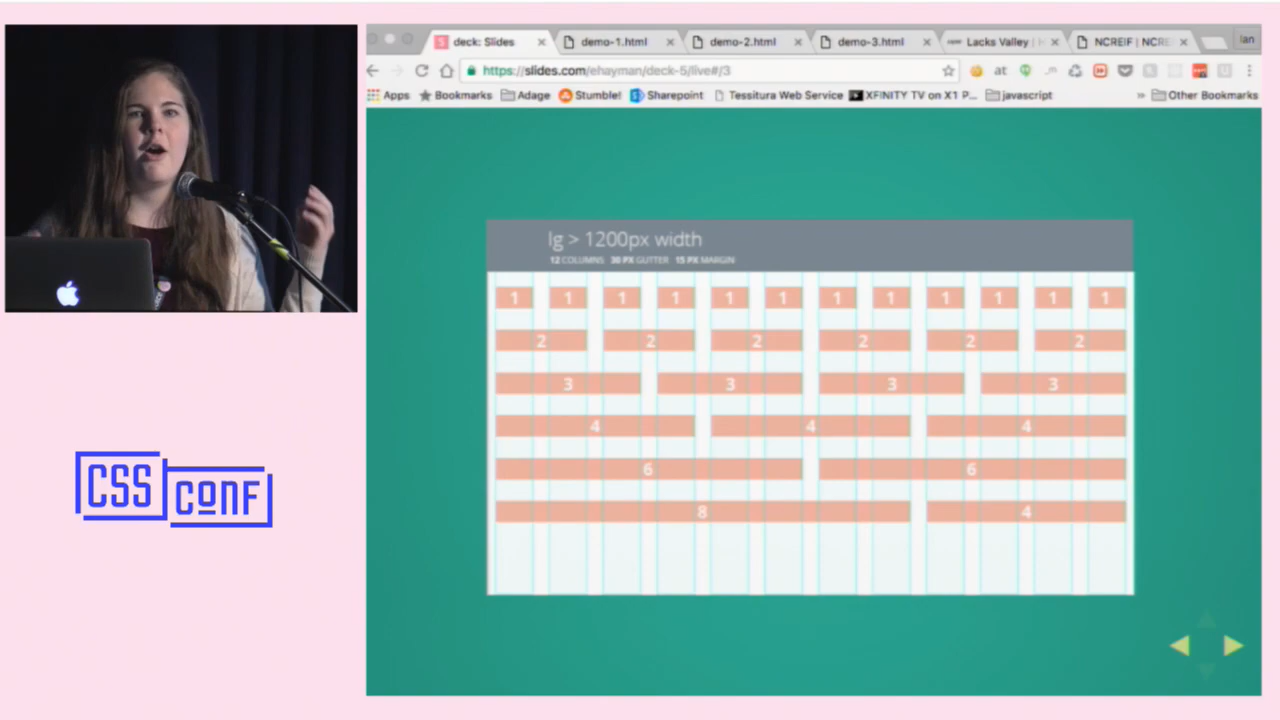 deck: Slides
demo-1.html
demo-2.html
demo-3.html
Lacks Valley
NCREIF | NCRE
Ian
https://slides.com/ehayman/deck-5/live#/3
at
Apps Bookmarks Adage Stumble! Sharepoint Tessitura Web Service XFINITY TV on X1 P... javascript » Other Bookmarks
lg > 1200px width
12 COLUMNS 30 PX GUTTER 15 PX MARGIN
1 1 1 1 1 1 1 1 1 1 1 1
2 2 2 2 2 2
3 3 3 3
4 4 4
6 6
8 4
CSS
CONF